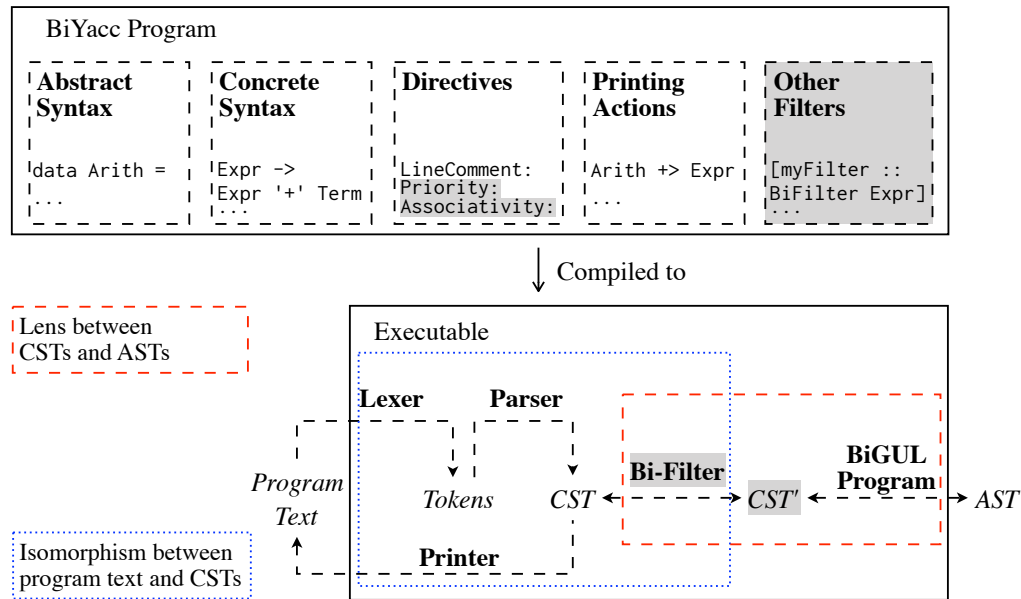 BiYacc Program
Abstract
Syntax
data Arith =
...
Concrete
Syntax
Expr ->
Expr '+' Term
...
Directives
LineComment:
Priority:
Associativity:
Printing
Actions
Arith +> Expr
...
Other
Filters
[myFilter ::
BiFilter Expr]
...
Compiled to
Lens between
CSTs and ASTs
Executable
Lexer
Parser
Bi-Filter
BiGUL
Program
Program
Text
Tokens
CST
CST'
AST
Printer
Isomorphism between
program text and CSTs